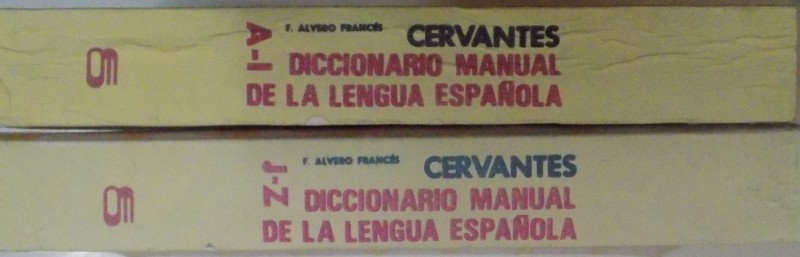 F. ALVERO FRANCÉS CERVANTES
A-I DICCIONARIO MANUAL
DE LA LENGUA ESPAÑOLA
F. ALVERO FRANCÉS CERVANTES
J-Z DICCIONARIO MANUAL
DE LA LENGUA ESPAÑOLA